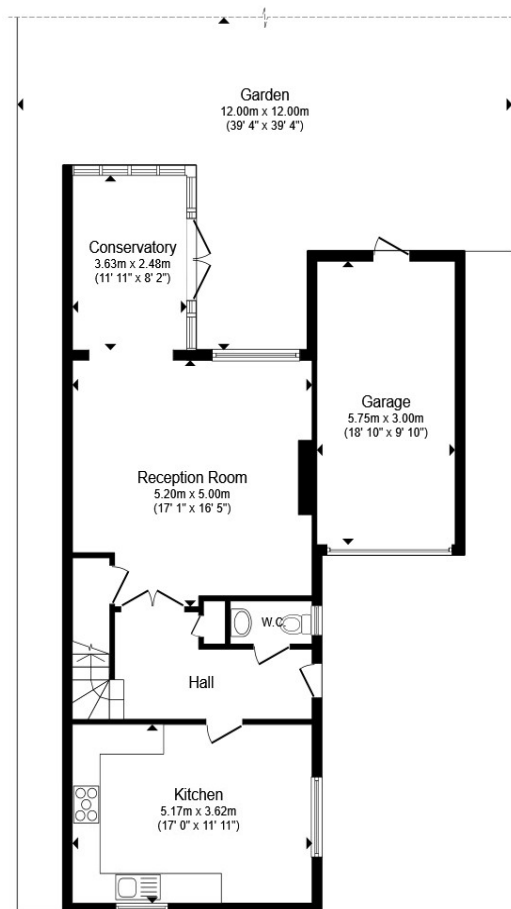 Garden
12.00m x 12.00m
(39' 4" x 39' 4")
Conservatory
3.63m x 2.48m
(11' 11" x 8' 2")
Garage
5.75m x 3.00m
(18' 10" x 9' 10")
Reception Room
5.20m x 5.00m
(17' 1" x 16' 5")
W.C.
Hall
Kitchen
5.17m x 3.62m
(17' 0" x 11' 11")